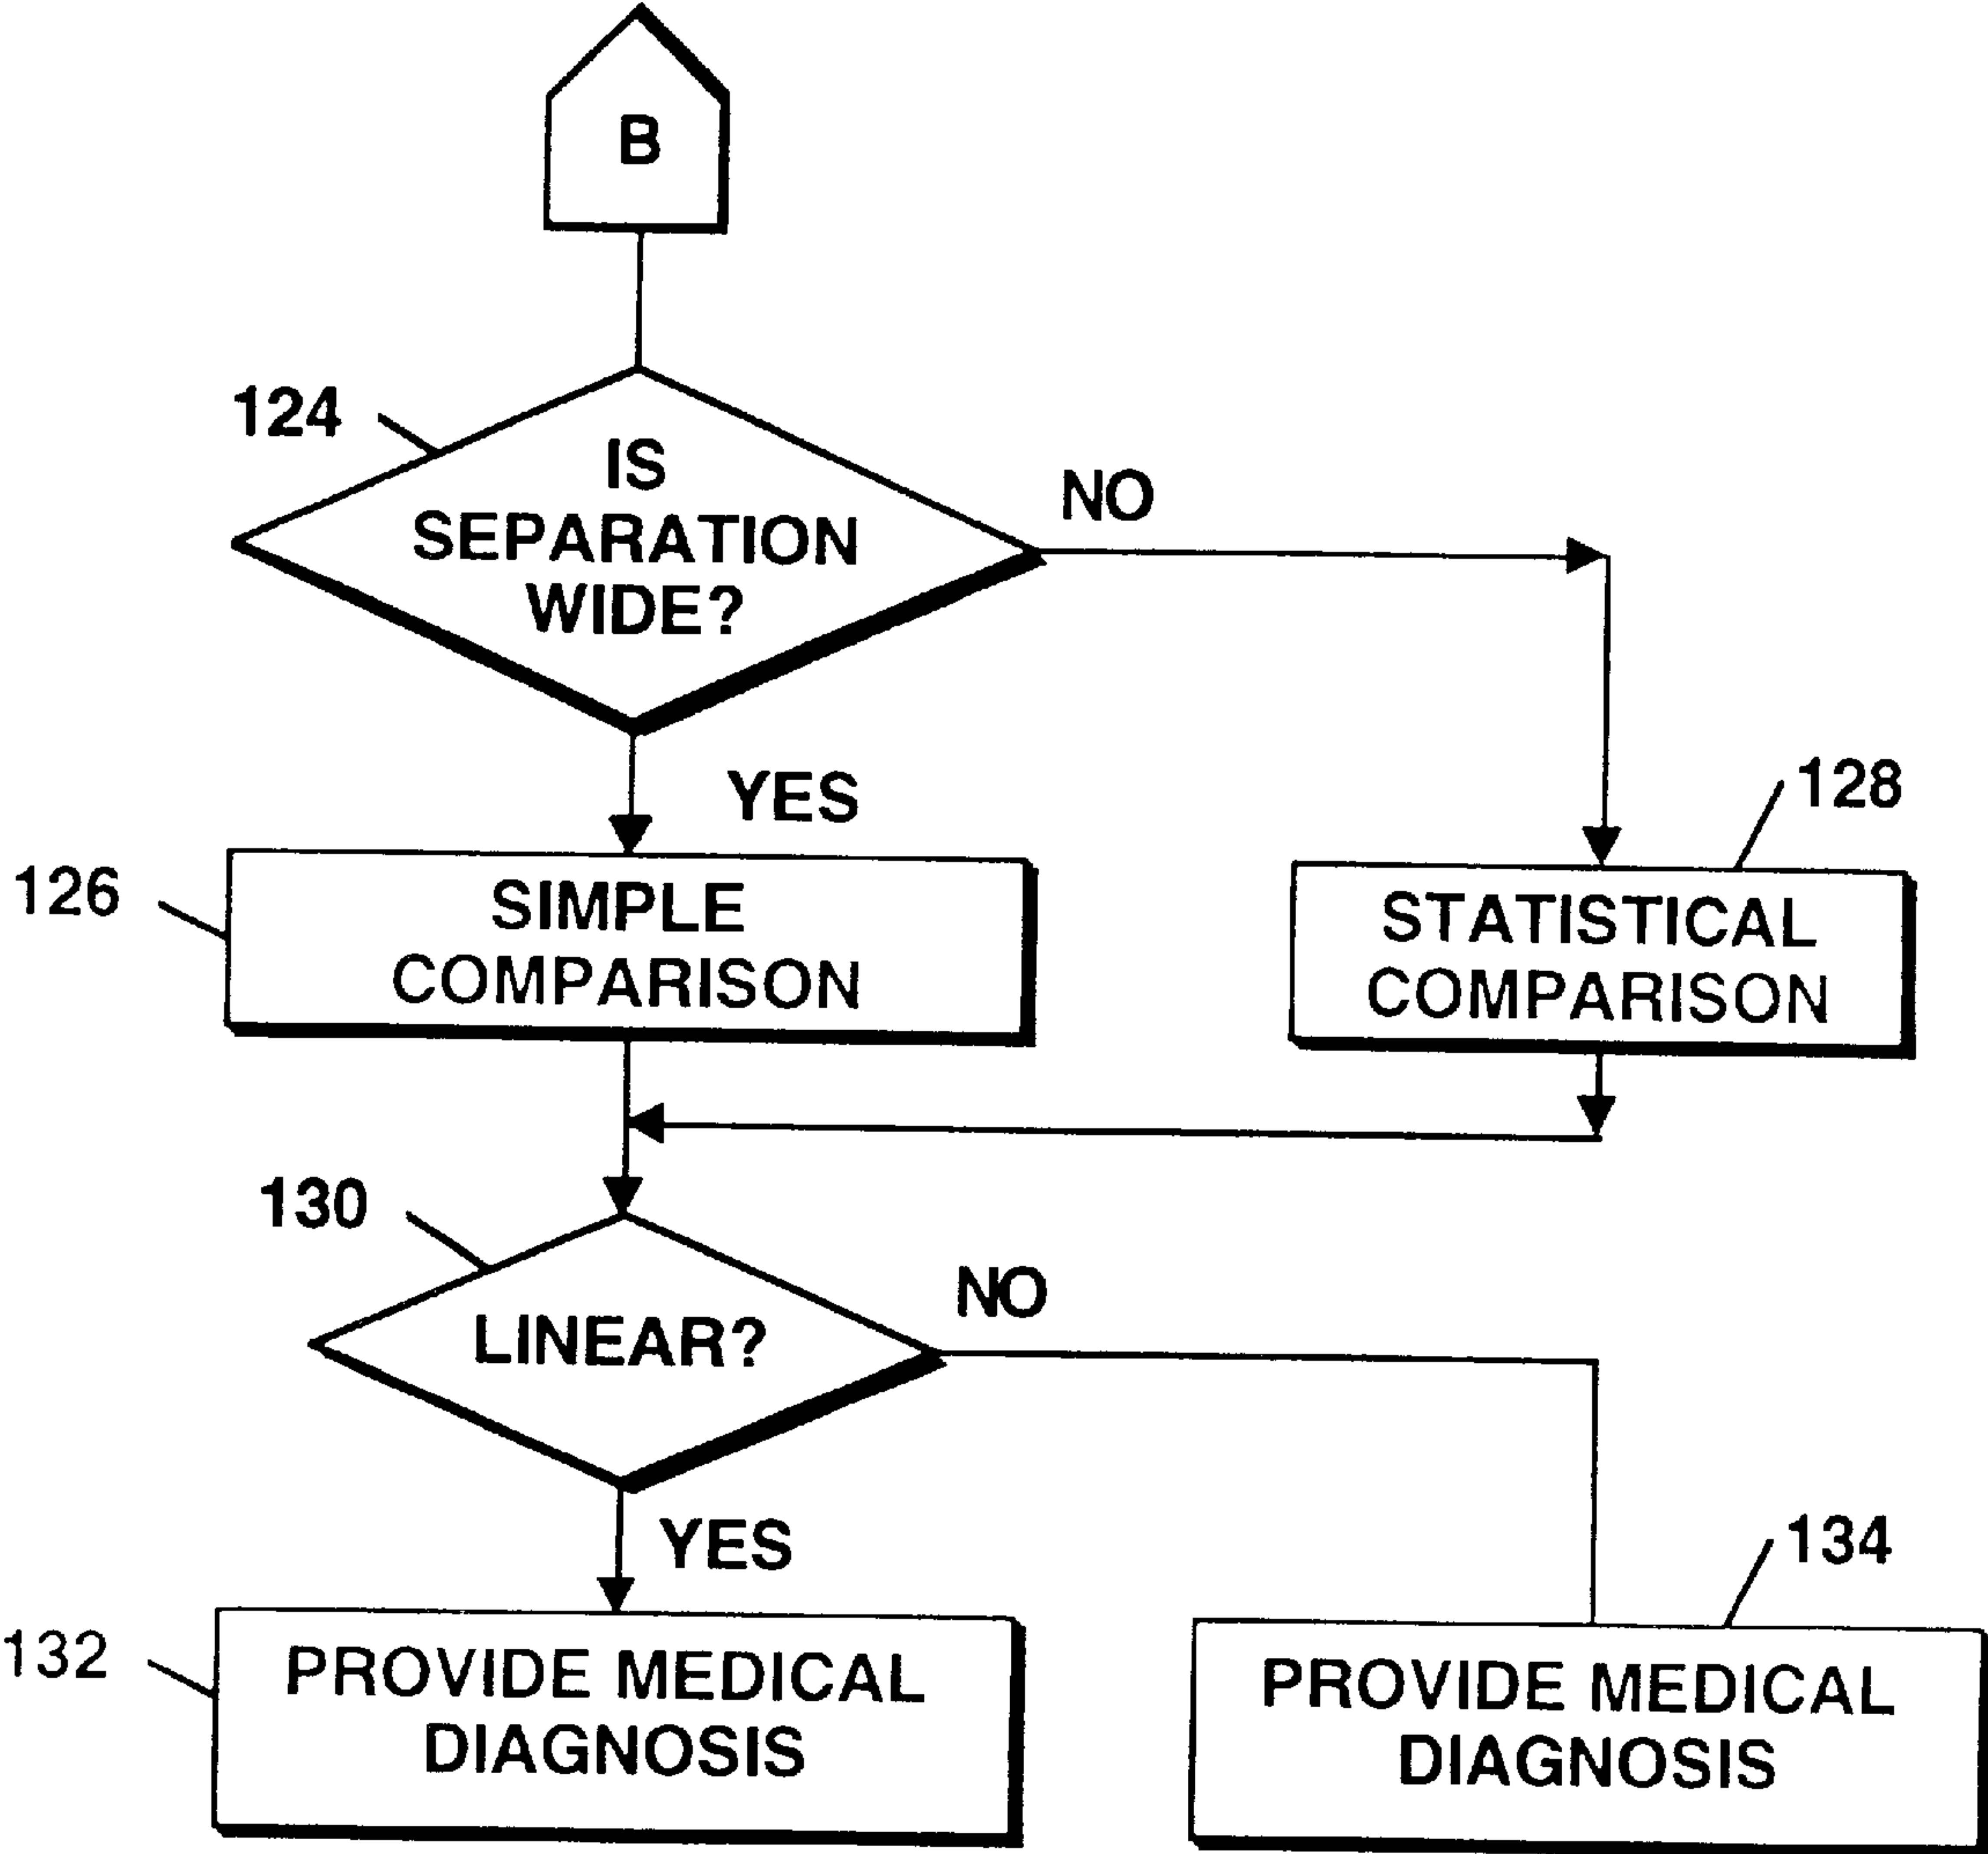 B
124
IS
SEPARATION
WIDE?
NO
YES
128
126
SIMPLE
COMPARISON
STATISTICAL
COMPARISON
130
LINEAR?
NO
YES
134
132
PROVIDE MEDICAL
DIAGNOSIS
PROVIDE MEDICAL
DIAGNOSIS